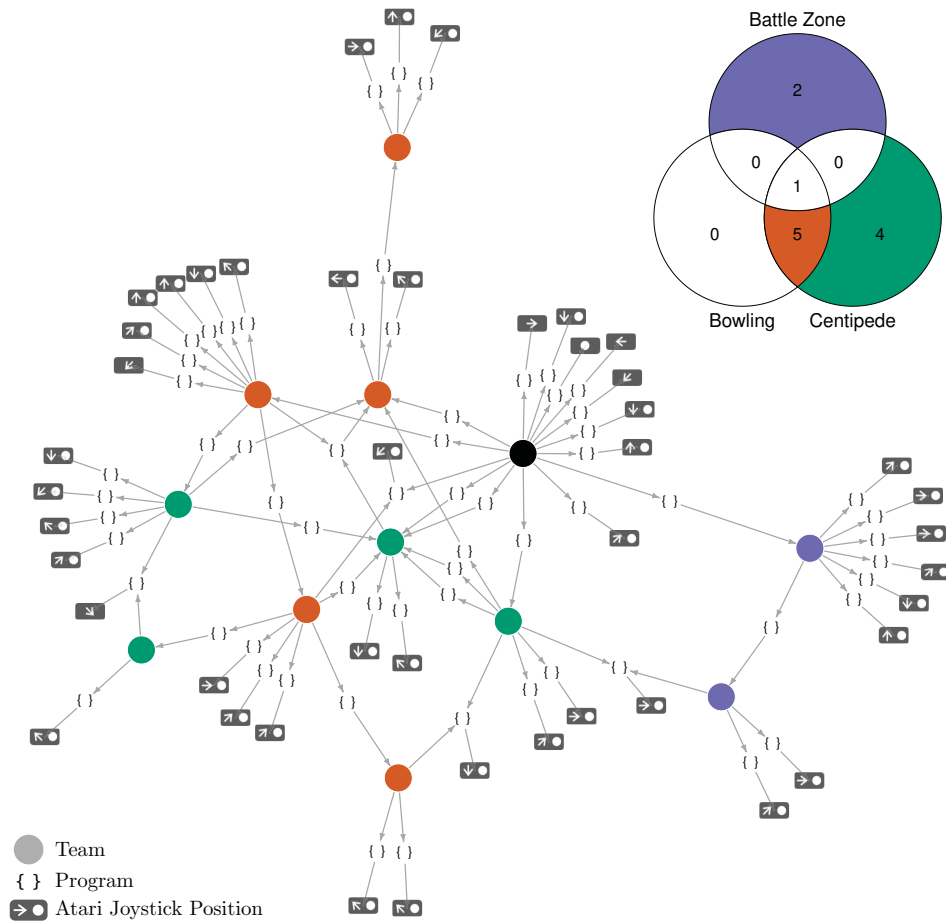 Battle Zone
2
0
0
1
0
5
4
Bowling
Centipede
Team
{ } Program
Atari Joystick Position